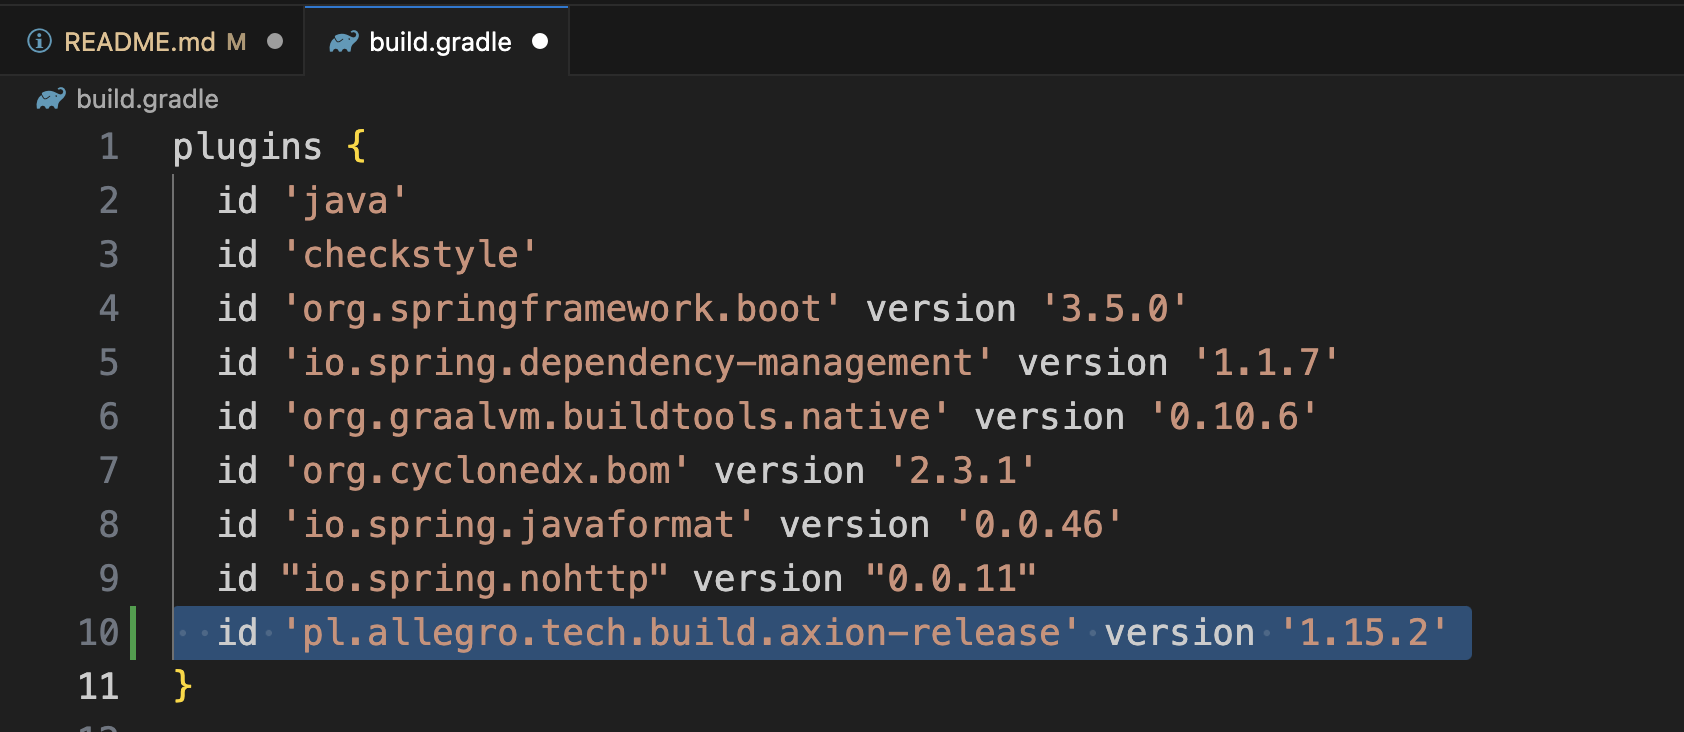 README.md M
build.gradle
build.gradle
1 plugins {
2 id 'java'
3 id 'checkstyle'
4 id 'org.springframework.boot' version '3.5.0'
5 id 'io.spring.dependency-management' version '1.1.7'
6 id 'org.graalvm.buildtools.native' version '0.10.6'
7 id 'org.cyclonedx.bom' version '2.3.1'
8 id 'io.spring.javaformat' version '0.0.46'
9 id "io.spring.nohttp" version "0.0.11"
10 id 'pl.allegro.tech.build.axion-release' version '1.15.2'
11 }